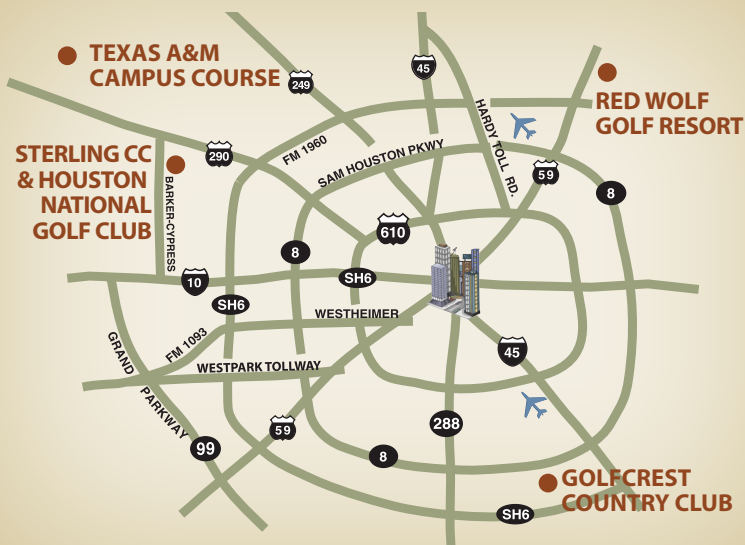 TEXAS A&M
CAMPUS COURSE
249
45
RED WOLF
GOLF RESORT
HARDY TOLL RD.
FM 1960
290
SAM HOUSTON PKWY
59
8
STERLING CC
& HOUSTON
NATIONAL
GOLF CLUB
BARKER-CYPRESS
610
8
10
SH6
SH6
WESTHEIMER
FM 1093
GRAND PARKWAY
WESTPARK TOLLWAY
45
59
288
99
8
GOLFCREST
COUNTRY CLUB
SH6